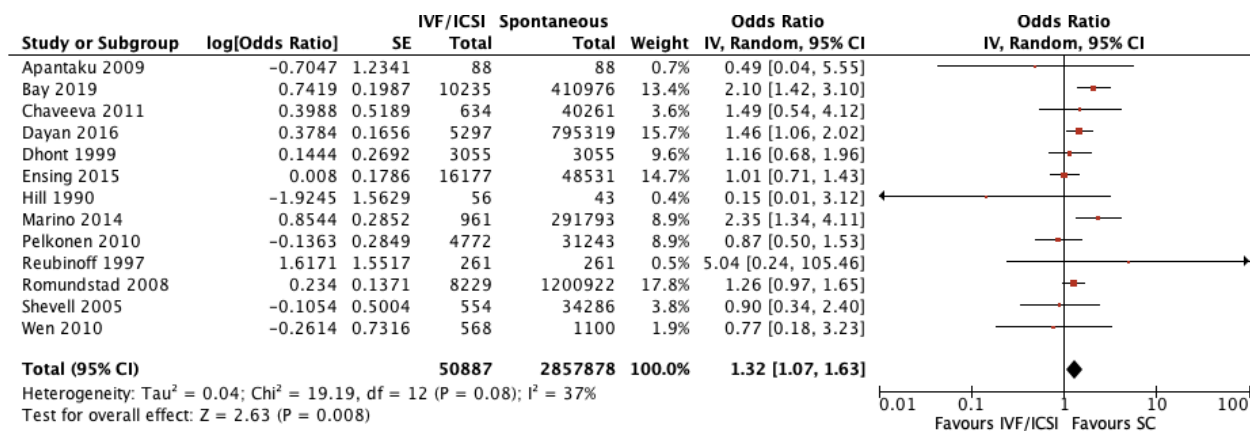 IVF/ICSI Spontaneous Odds Ratio Odds Ratio
Study or Subgroup log[Odds Ratio] SE Total Total Weight IV, Random, 95% CI IV, Random, 95% CI
Apantaku 2009 -0.7047 1.2341 88 88 0.7% 0.49 [0.04, 5.55]
Bay 2019 0.7419 0.1987 10235 410976 13.4% 2.10 [1.42, 3.10]
Chaveeva 2011 0.3988 0.5189 634 40261 3.6% 1.49 [0.54, 4.12]
Dayan 2016 0.3784 0.1656 5297 795319 15.7% 1.46 [1.06, 2.02]
Dhont 1999 0.1444 0.2692 3055 3055 9.6% 1.16 [0.68, 1.96]
Ensing 2015 0.008 0.1786 16177 48531 14.7% 1.01 [0.71, 1.43]
Hill 1990 -1.9245 1.5629 56 43 0.4% 0.15 [0.01, 3.12]
Marino 2014 0.8544 0.2852 961 291793 8.9% 2.35 [1.34, 4.11]
Pelkonen 2010 -0.1363 0.2849 4772 31243 8.9% 0.87 [0.50, 1.53]
Reubinoff 1997 1.6171 1.5517 261 261 0.5% 5.04 [0.24, 105.46]
Romundstad 2008 0.234 0.1371 8229 1200922 17.8% 1.26 [0.97, 1.65]
Shevell 2005 -0.1054 0.5004 554 34286 3.8% 0.90 [0.34, 2.40]
Wen 2010 -0.2614 0.7316 568 1100 1.9% 0.77 [0.18, 3.23]
Total (95% CI) 50887 2857878 100.0% 1.32 [1.07, 1.63]
Heterogeneity: Tau² = 0.04; Chi² = 19.19, df = 12 (P = 0.08); I² = 37%
Test for overall effect: Z = 2.63 (P = 0.008)
0.01 0.1 1 10 100
Favours IVF/ICSI Favours SC